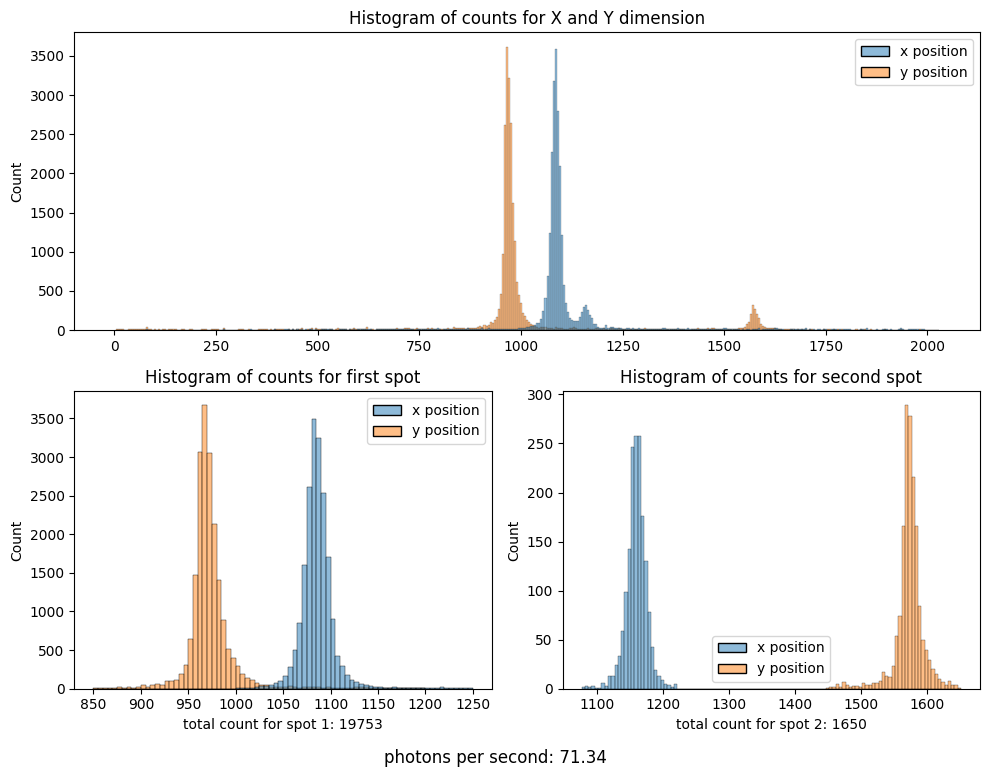 Histogram of counts for X and Y dimension
x position
y position
Count
3500
3000
2500
2000
1500
1000
500
0
0 250 500 750 1000 1250 1500 1750 2000
Histogram of counts for first spot
x position
y position
Count
3500
3000
2500
2000
1500
1000
500
0
850 900 950 1000 1050 1100 1150 1200 1250
total count for spot 1: 19753
Histogram of counts for second spot
Count
300
250
200
150
100
50
0
x position
y position
1100 1200 1300 1400 1500 1600
total count for spot 2: 1650
photons per second: 71.34